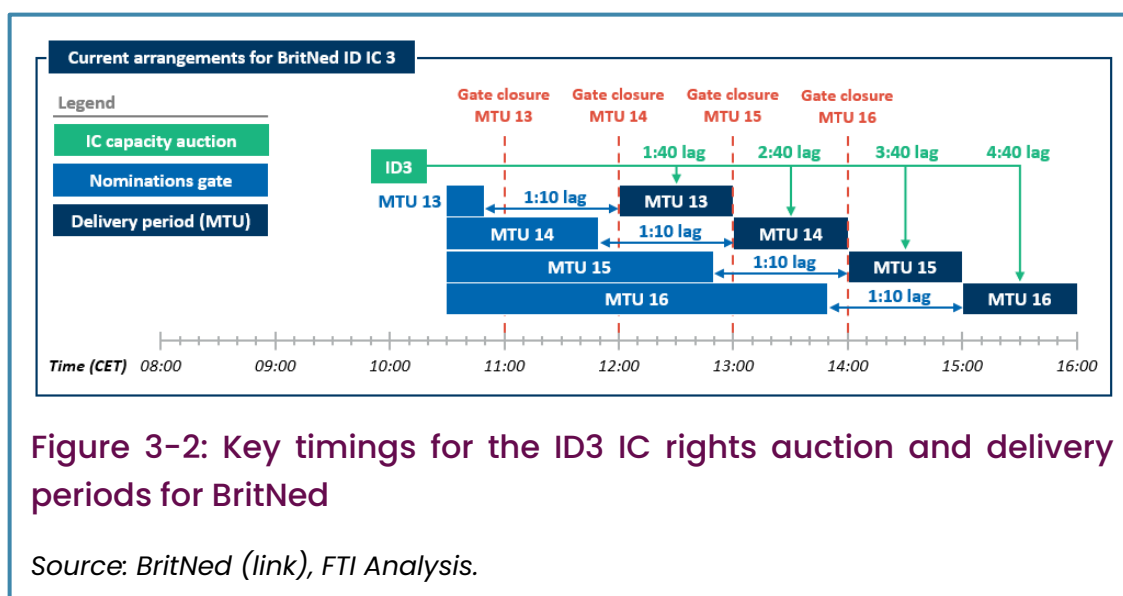 Current arrangements for BritNed ID IC 3
Legend
IC capacity auction
Nominations gate
Delivery period (MTU)
Gate closure Gate closure Gate closure Gate closure
MTU 13 MTU 14 MTU 15 MTU 16
ID3 1:40 lag 2:40 lag 3:40 lag 4:40 lag
MTU 13 1:10 lag MTU 13
MTU 14 1:10 lag MTU 14
MTU 15 1:10 lag MTU 15
MTU 16 1:10 lag MTU 16
Time (CET) 08:00 09:00 10:00 11:00 12:00 13:00 14:00 15:00 16:00
Figure 3-2: Key timings for the ID3 IC rights auction and delivery
periods for BritNed
Source: BritNed (link), FTI Analysis.